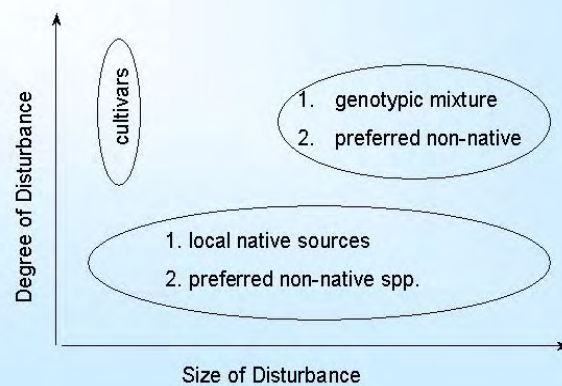 Degree of Disturbance
cultivars
1. genotypic mixture
2. preferred non-native
1. local native sources
2. preferred non-native spp.
Size of Disturbance